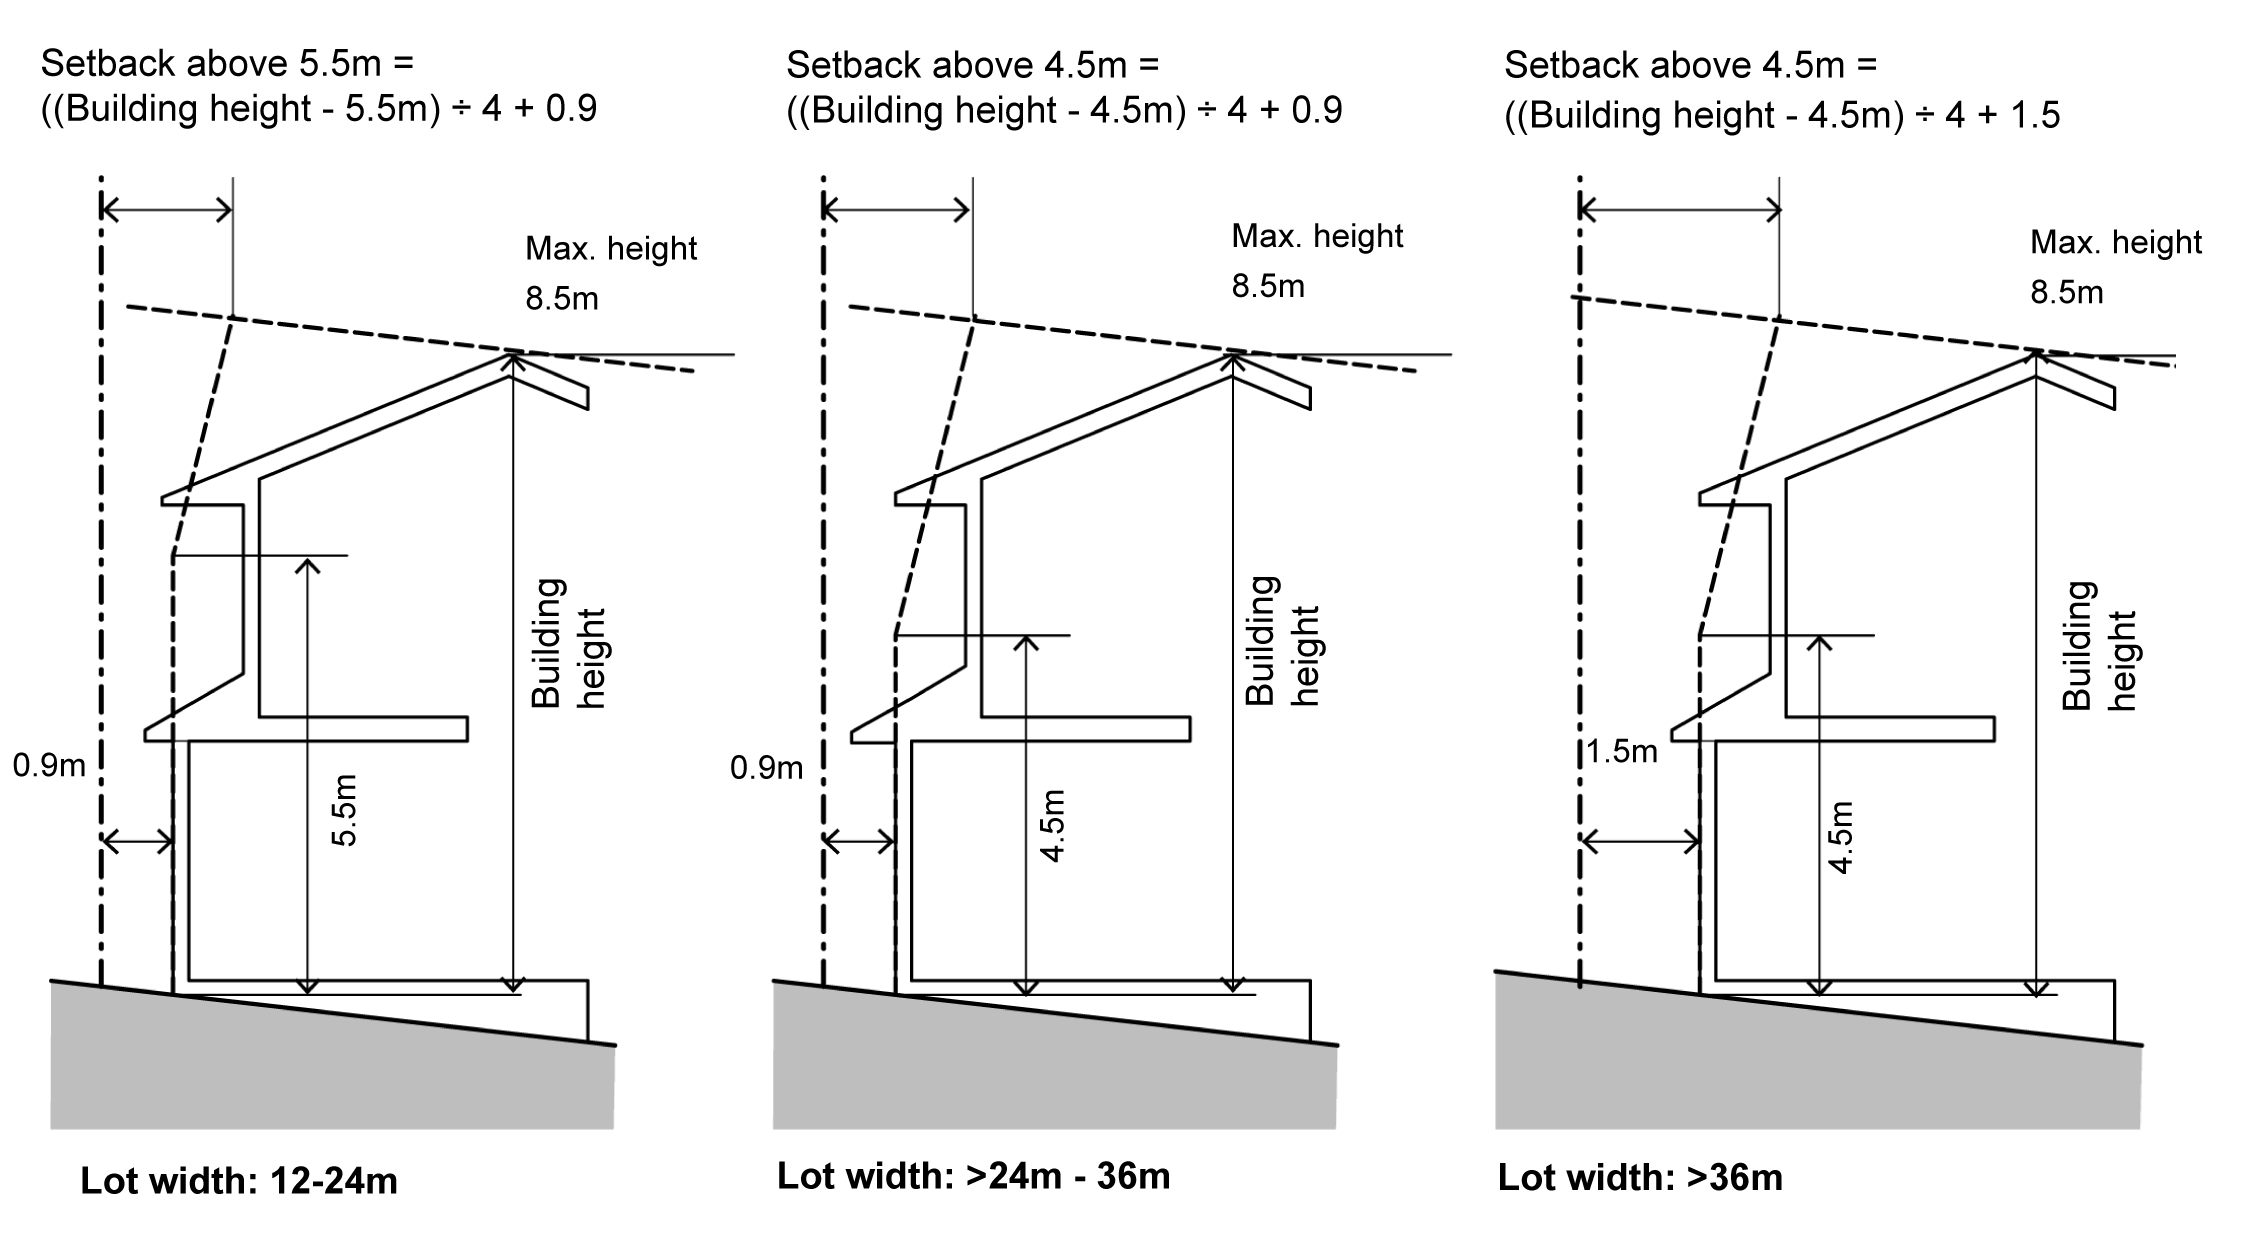 Setback above 5.5m =
((Building height - 5.5m) ÷ 4 + 0.9
Max. height
8.5m
0.9m
5.5m
Building
height
Lot width: 12-24m
Setback above 4.5m =
((Building height - 4.5m) ÷ 4 + 0.9
Max. height
8.5m
0.9m
4.5m
Building
height
Lot width: >24m - 36m
Setback above 4.5m =
((Building height - 4.5m) ÷ 4 + 1.5
Max. height
8.5m
1.5m
4.5m
Building
height
Lot width: >36m